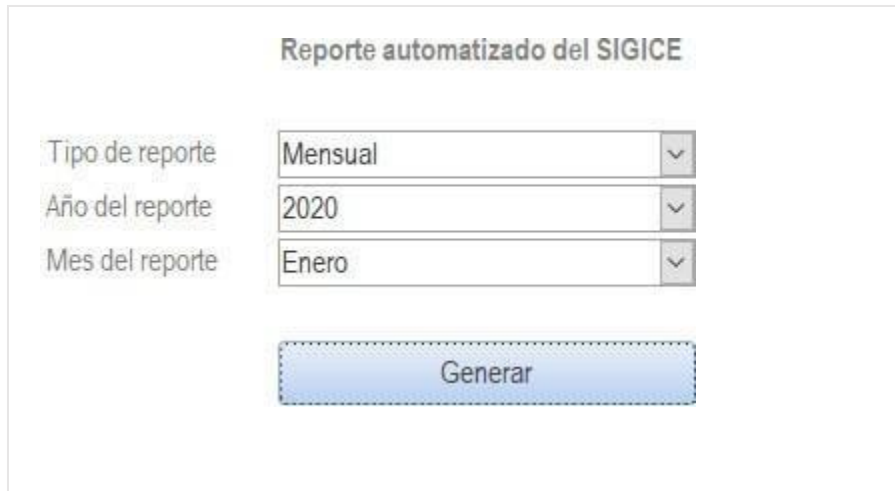 Reporte automatizado del SIGICE
Tipo de reporte Mensual
Año del reporte 2020
Mes del reporte Enero
Generar